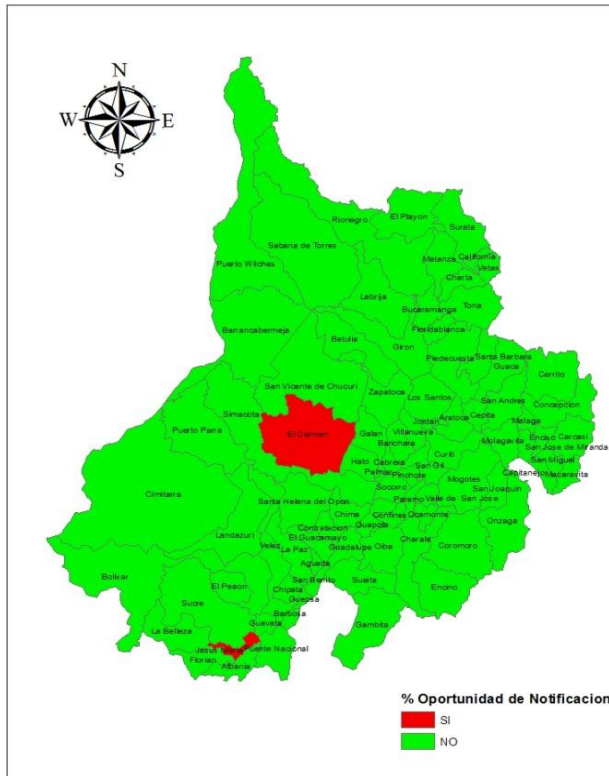 N
W E
S
Rionegro
El Playon
Surata
Sabana de Torres
Matanza
California
Vetas
Puerto Wilches
Charta
Lebrija
Bucaramanga
Tona
Barrancabermeja
Floridablanca
Betulia
Giron
Piedecuesta
Santa Barbara
Guaca
Cerrito
San Vicente de Chucuri
Zapatoca
Los Santos
San Andres
Concepcion
Simacota
Jordan
Aratoca
Cepita
Malaga
Puerto Parra
El Carmen
Galan
Villanueva
Molagavita
Enciso
Carcasi
Barichara
San Jose de Miranda
Curiti
San Miguel
Hato
Cabrera
San Gil
Capitanejo
Macaravita
Palmar
Pinchote
Mogotes
Socorro
San Joaquin
Cimitarra
Santa Helena del Opon
Paramo
Valle de San Jose
Chima
Confines
Ocamonte
Onzaga
Contratacion
Guapota
Landazuri
El Guacamayo
Velez
La Paz
Guadalupe
Oiba
Charala
Coromoro
Aguada
Bolivar
San Benito
El Peñon
Chipata
Suaita
Encino
Guepsa
Sucre
Barbosa
Guavata
Gambita
La Belleza
Jesus Maria
Puente Nacional
Florian
Albania
% Oportunidad de Notificacion
SI
NO